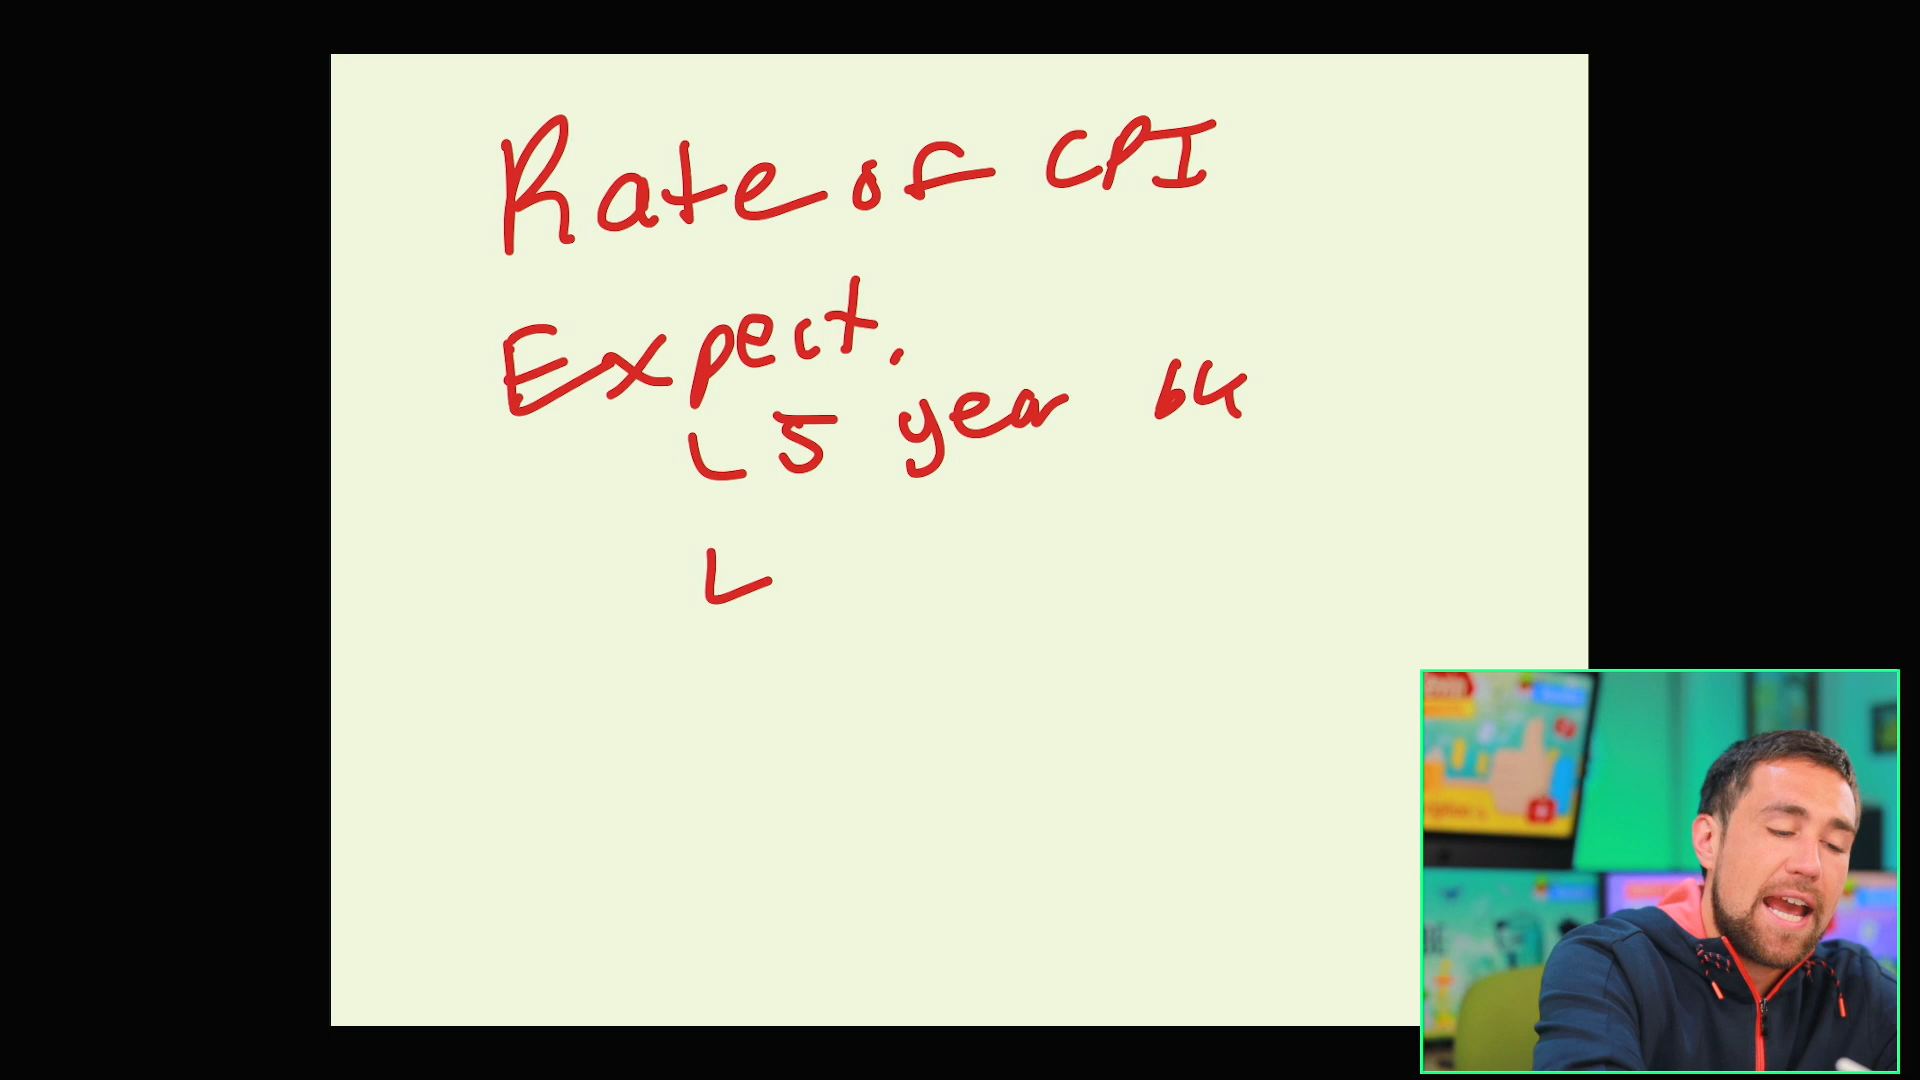 Rate of CPI
Expect.
5 year